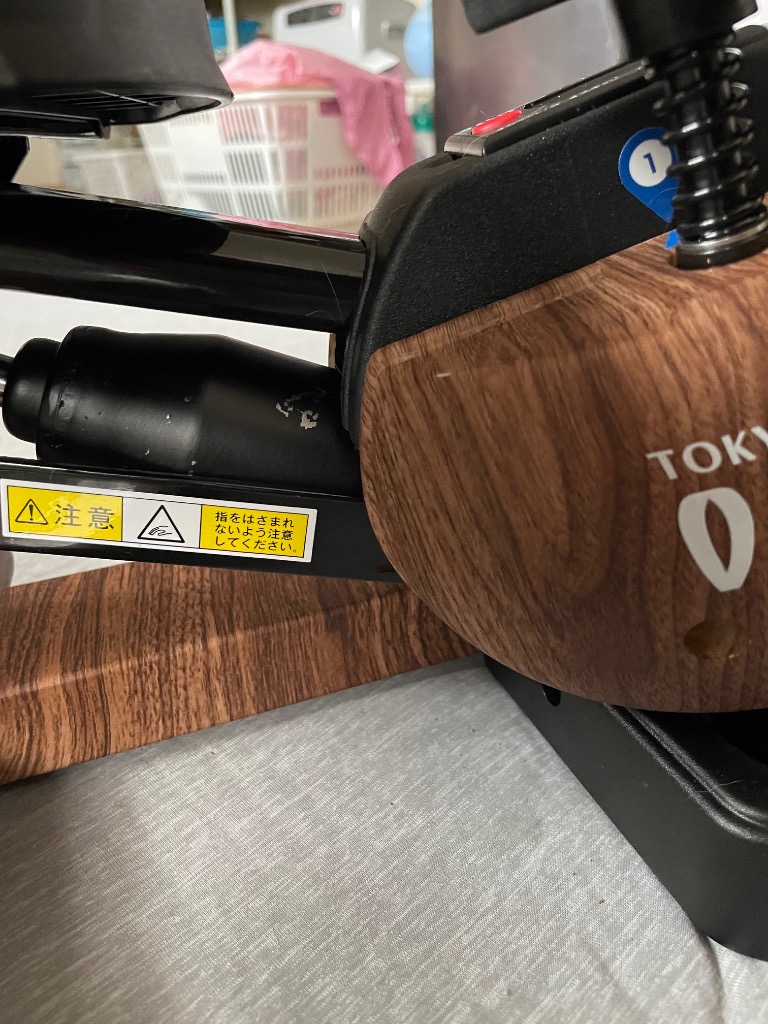 1
TOKY
注意
指をはさまれ
ないよう注意
してください。